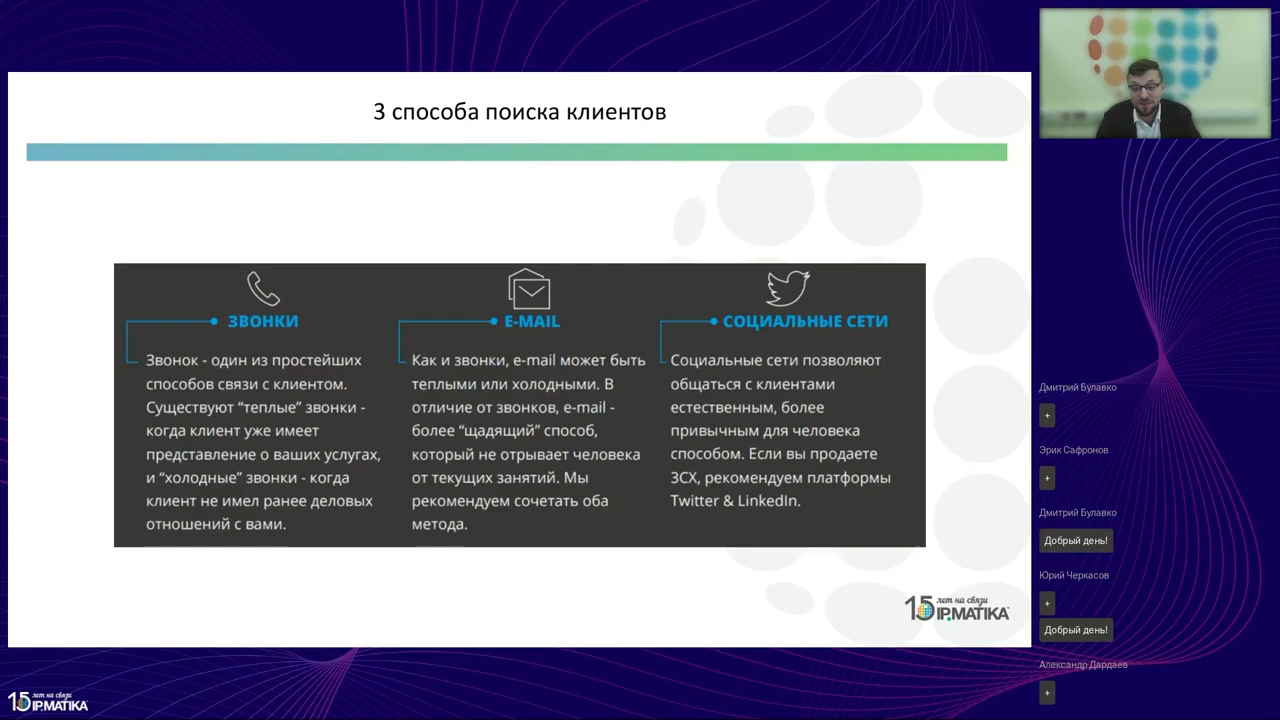 3 способа поиска клиентов
ЗВОНКИ
Звонок - один из простейших
способов связи с клиентом.
Существуют “теплые” звонки -
когда клиент уже имеет
представление о ваших услугах,
и “холодные” звонки - когда
клиент не имел ранее деловых
отношений с вами.
E-MAIL
Как и звонки, e-mail может быть
теплыми или холодными. В
отличие от звонков, e-mail -
более “щадящий” способ,
который не отрывает человека
от текущих занятий. Мы
рекомендуем сочетать оба
метода.
СОЦИАЛЬНЫЕ СЕТИ
Социальные сети позволяют
общаться с клиентами
естественным, более
привычным для человека
способом. Если вы продаете
3CX, рекомендуем платформы
Twitter & LinkedIn.
15 лет на связи
IPMATIKA
Дмитрий Булавко
+
Эрик Сафронов
+
Дмитрий Булавко
Добрый день!
Юрий Черкасов
+
Добрый день!
Александр Дардаев
+
15 лет на связи
IPMATIKA